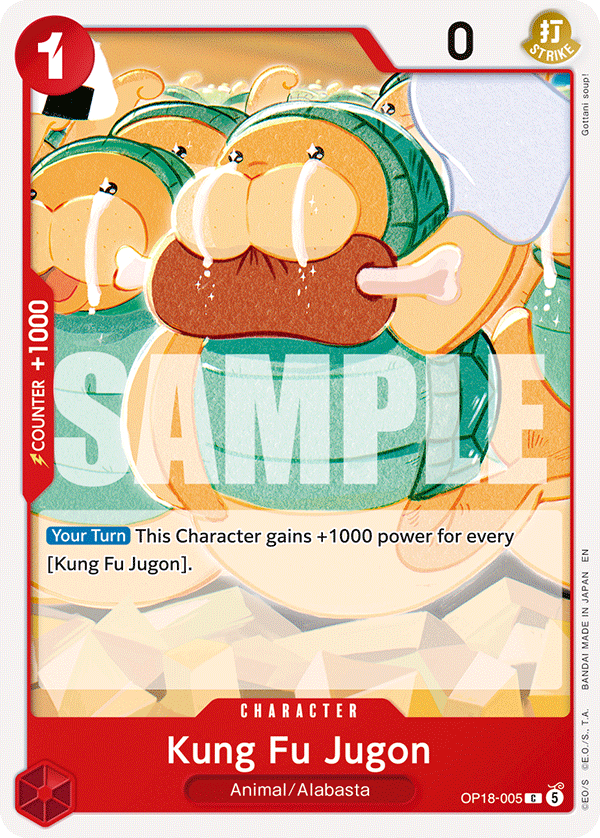 1
0
打
STRIKE
Gottani soup!
COUNTER +1000
SAMPLE
Your Turn This Character gains +1000 power for every
[Kung Fu Jugon].
CHARACTER
Kung Fu Jugon
Animal/Alabasta
OP18-005 C 5
©EO/S ©E.O./S., T.A. BANDAI MADE IN JAPAN EN